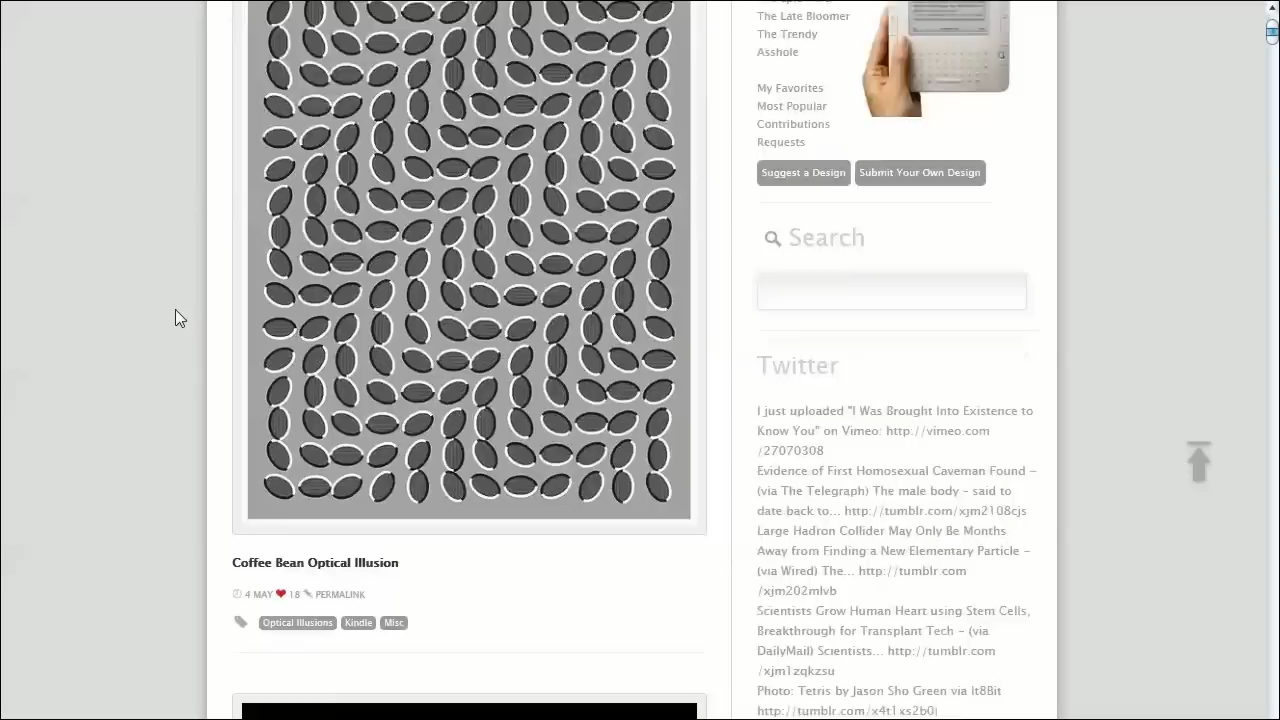 The Late Bloomer
The Trendy
Asshole
My Favorites
Most Popular
Contributions
Requests
Suggest a Design
Submit Your Own Design
Search
Twitter
I just uploaded "I Was Brought Into Existence to
Know You" on Vimeo: http://vimeo.com
/27070308
Evidence of First Homosexual Caveman Found –
(via The Telegraph) The male body – said to
date back to... http://tumblr.com/xjm2108cjs
Large Hadron Collider May Only Be Months
Away from Finding a New Elementary Particle –
(via Wired) The... http://tumblr.com
/xjm202mlvb
Scientists Grow Human Heart using Stem Cells,
Breakthrough for Transplant Tech – (via
DailyMail) Scientists... http://tumblr.com
/xjm1zqkzsu
Photo: Tetris by Jason Sho Green via It8Bit
http://tumblr.com/x4t1xs2b0j
Coffee Bean Optical Illusion
4 MAY 18 PERMALINK
Optical Illusions Kindle Misc